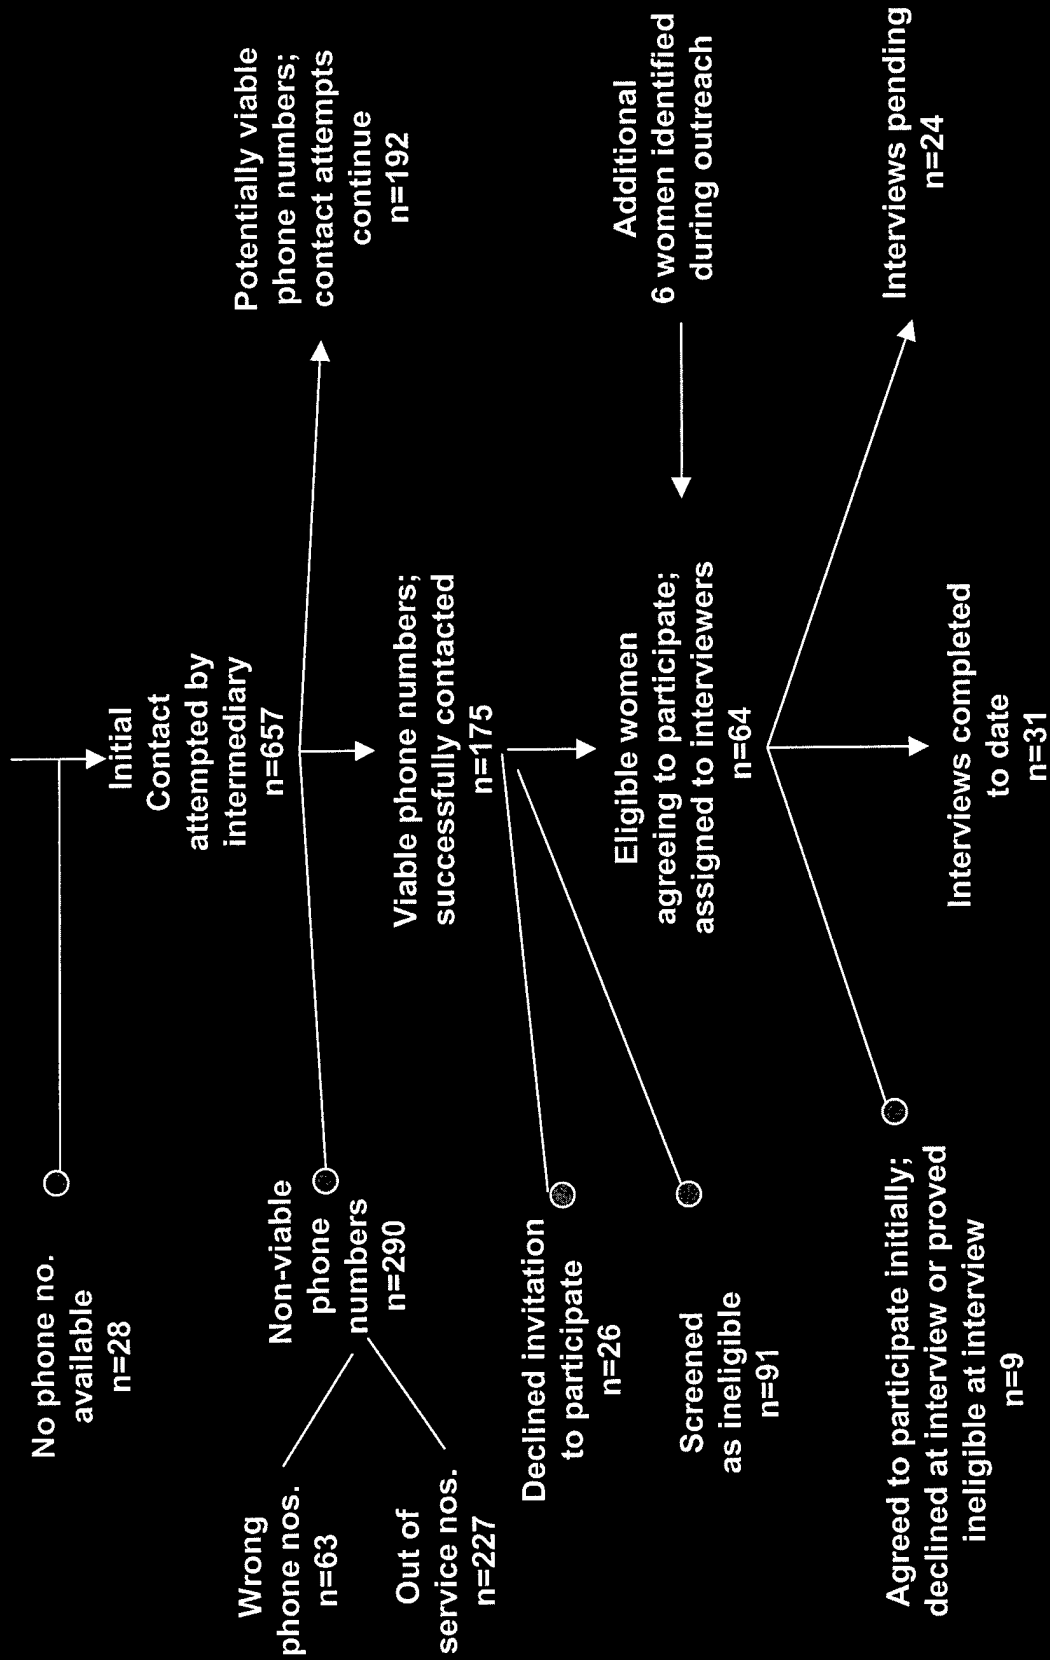 No phone no.
available
n=28
Initial
Contact
attempted by
intermediary
n=657
Wrong
phone nos.
n=63
Out of
service nos.
n=227
Non-viable
phone
numbers
n=290
Potentially viable
phone numbers;
contact attempts
continue
n=192
Viable phone numbers;
successfully contacted
n=175
Declined invitation
to participate
n=26
Screened
as ineligible
n=91
Eligible women
agreeing to participate;
assigned to interviewers
n=64
Additional
6 women identified
during outreach
Agreed to participate initially;
declined at interview or proved
ineligible at interview
n=9
Interviews completed
to date
n=31
Interviews pending
n=24